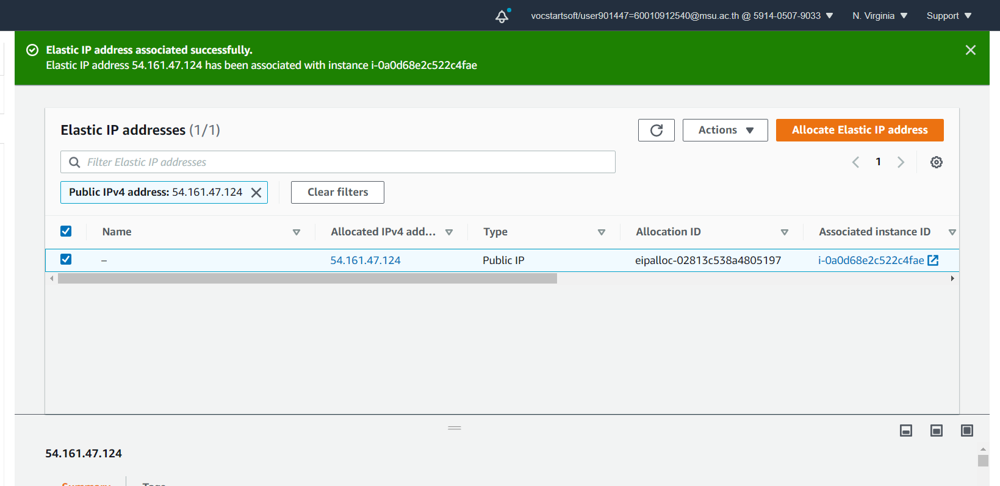 vocstartsoft/user901447=60010912540@msu.ac.th @ 5914-0507-9033 N. Virginia Support
Elastic IP address associated successfully.
Elastic IP address 54.161.47.124 has been associated with instance i-0a0d68e2c522c4fae
Elastic IP addresses (1/1) Actions Allocate Elastic IP address
Filter Elastic IP addresses 1
Public IPv4 address: 54.161.47.124 Clear filters
Name Allocated IPv4 add... Type Allocation ID Associated instance ID
– 54.161.47.124 Public IP eipalloc-02813c538a4805197 i-0a0d68e2c522c4fae
54.161.47.124
Summary Tags